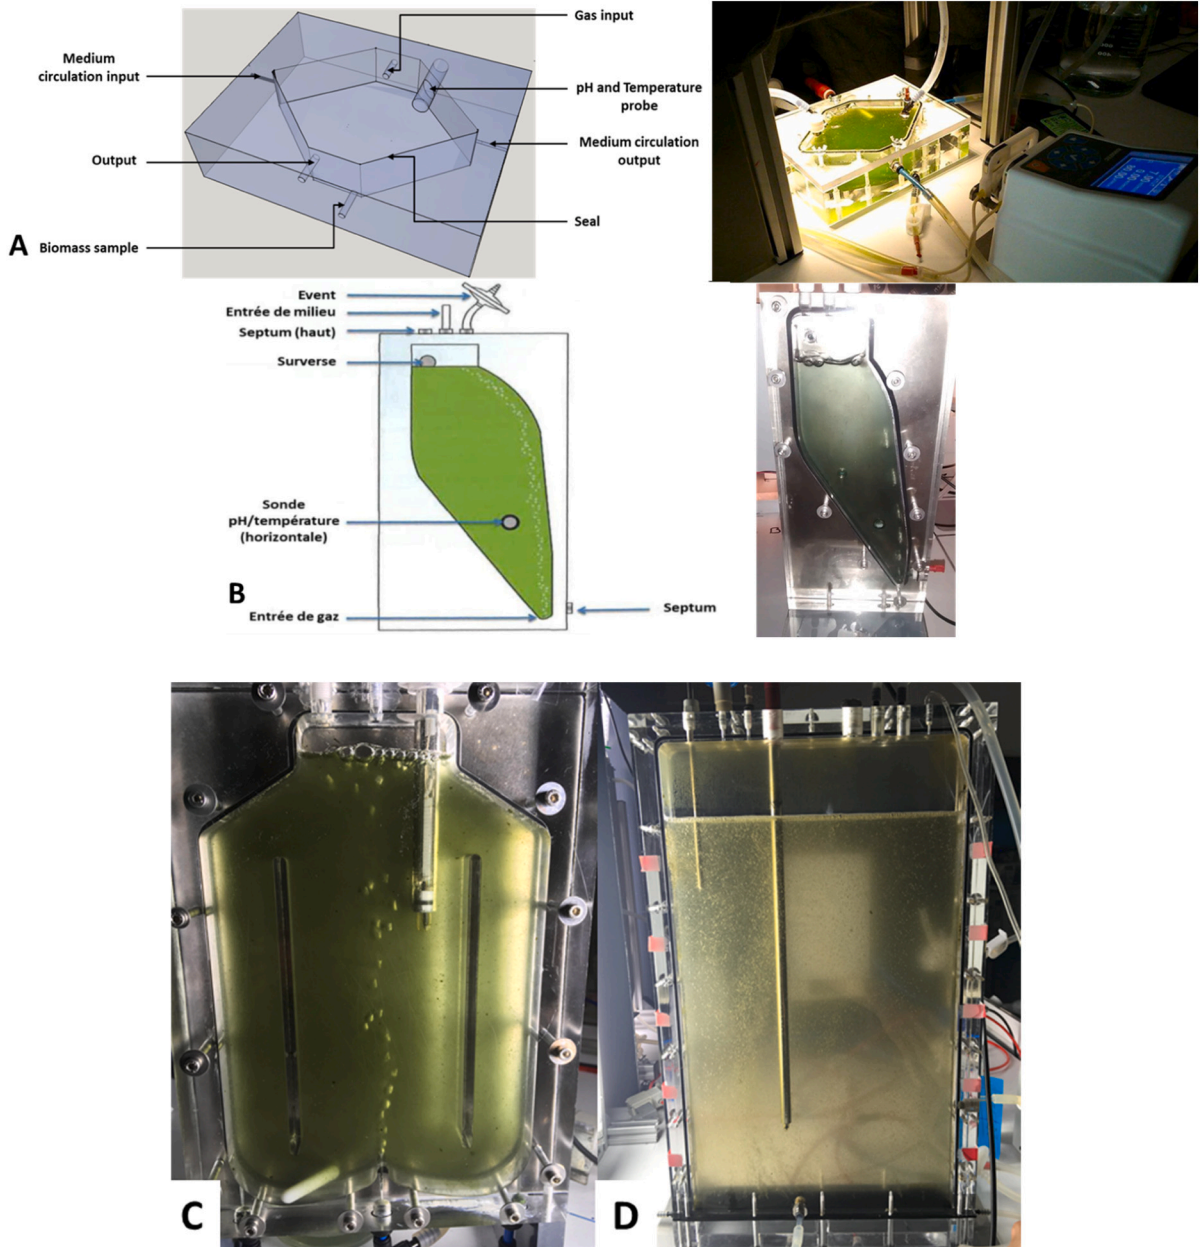 Gas input
Medium
circulation input
pH and Temperature
probe
Medium circulation
output
Output
Seal
Biomass sample
A
Event
Entrée de milieu
Septum (haut)
Surverse
Sonde
pH/température
(horizontale)
B
Entrée de gaz
Septum
C
D